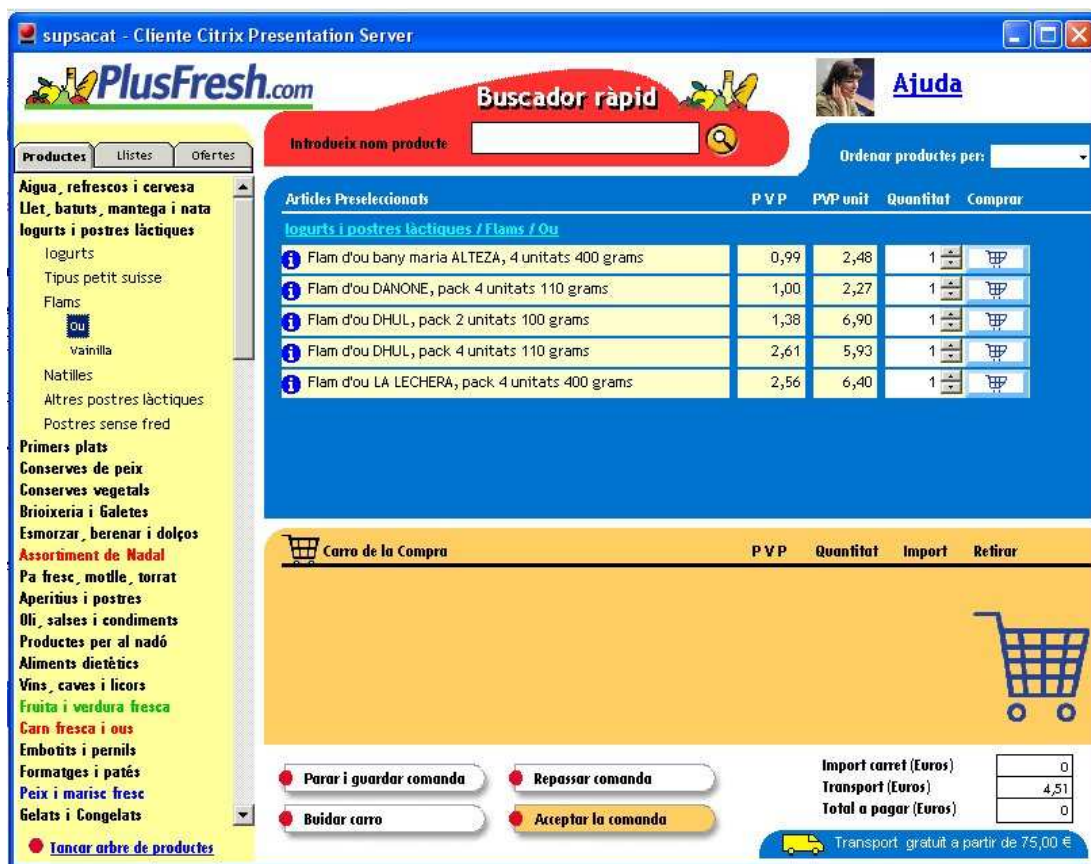 supsacat - Cliente Citrix Presentation Server
PlusFresh.com
Buscador ràpid
Ajuda
Introdueix nom producte
Ordenar productes per:
Productes Llistes Ofertes
Aigua, refrescos i cervesa
Llet, batuts, mantega i nata
Iogurts i postres làctiques
Iogurts
Tipus petit suisse
Flams
Ou
Vainilla
Natilles
Altres postres làctiques
Postres sense fred
Primers plats
Conserves de peix
Conserves vegetals
Brioixeria i Galetes
Esmorzar, berenar i dolços
Assortiment de Nadal
Pa fresc, motlle, torrat
Aperitius i postres
Oli, salses i condiments
Productes per al nadó
Aliments dietètics
Vins, caves i licors
Fruita i verdura fresca
Carn fresca i ous
Embotits i pernils
Formatges i patés
Peix i marisc fresc
Gelats i Congelats
Tancar arbre de productes
Articles Preseleccionats P V P PVP unit Quantitat Comprar
Iogurts i postres làctiques / Flams / Ou
Flam d'ou bany maria ALTEZA, 4 unitats 400 grams 0,99 2,48 1
Flam d'ou DANONE, pack 4 unitats 110 grams 1,00 2,27 1
Flam d'ou DHUL, pack 2 unitats 100 grams 1,38 6,90 1
Flam d'ou DHUL, pack 4 unitats 110 grams 2,61 5,93 1
Flam d'ou LA LECHERA, pack 4 unitats 400 grams 2,56 6,40 1
Carro de la Compra P V P Quantitat Import Retirar
Parar i guardar comanda Repassar comanda
Buidar carro Acceptar la comanda
Import carret (Euros) 0
Transport (Euros) 4,51
Total a pagar (Euros) 0
Transport gratuït a partir de 75,00 €